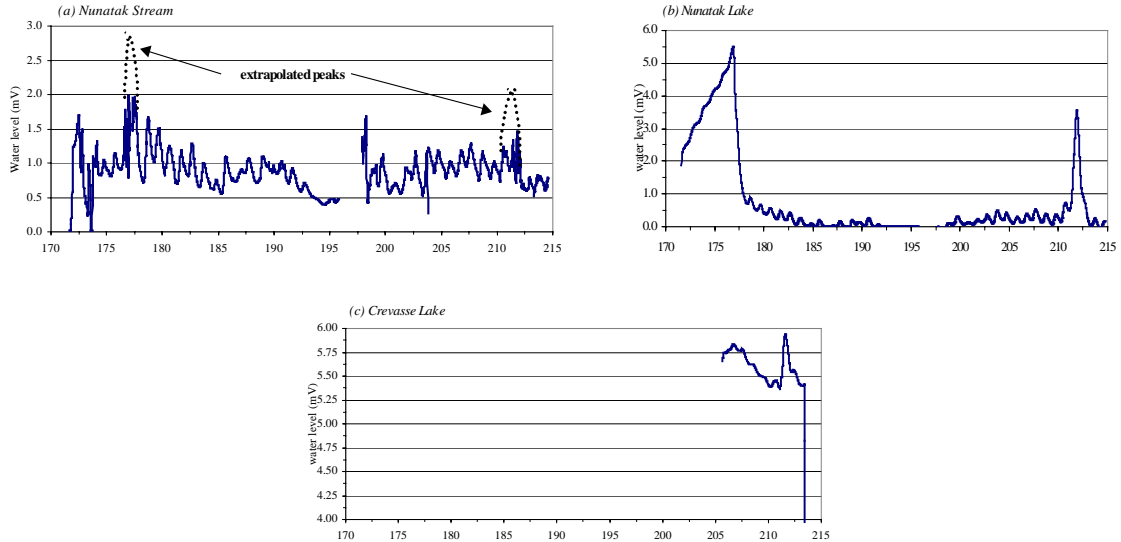 (a) Nunatak Stream
Water level (mV)
3.0
2.5
2.0
1.5
1.0
0.5
0.0
extrapolated peaks
170 175 180 185 190 195 200 205 210 215
(b) Nunatak Lake
water level (mV)
6.0
5.0
4.0
3.0
2.0
1.0
0.0
170 175 180 185 190 195 200 205 210 215
(c) Crevasse Lake
water level (mV)
6.00
5.75
5.50
5.25
5.00
4.75
4.50
4.25
4.00
170 175 180 185 190 195 200 205 210 215